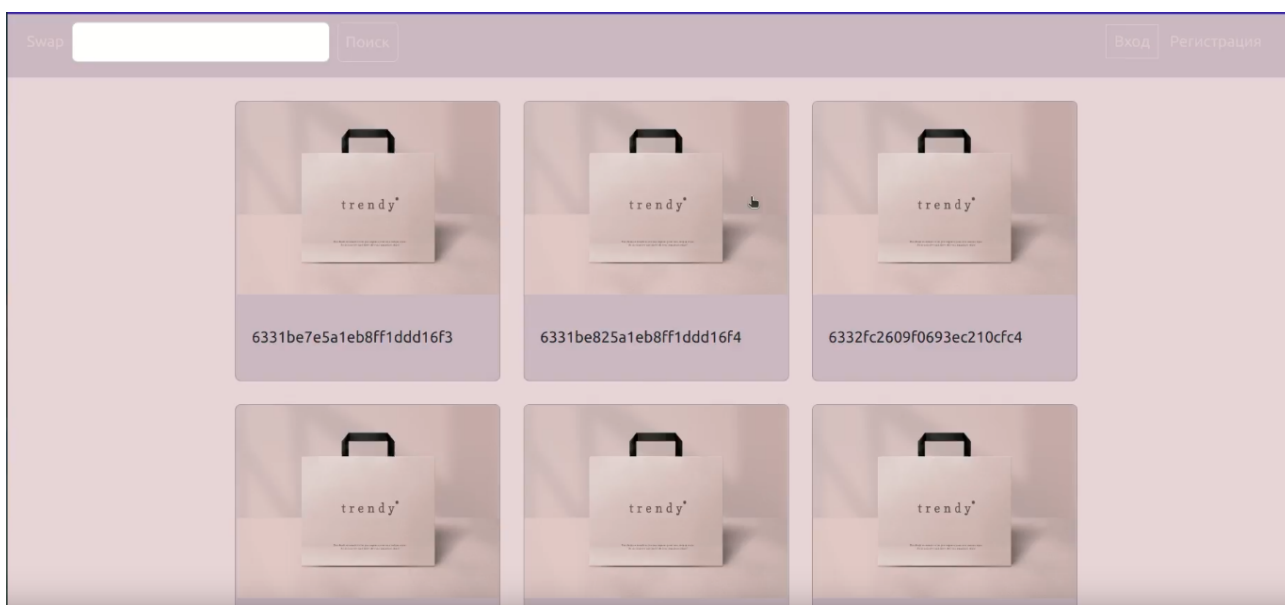 Swap
Поиск
Вход
Регистрация
trendy
trendy
trendy
6331be7e5a1eb8ff1ddd16f3
6331be825a1eb8ff1ddd16f4
6332fc2609f0693ec210cfc4
trendy
trendy
trendy